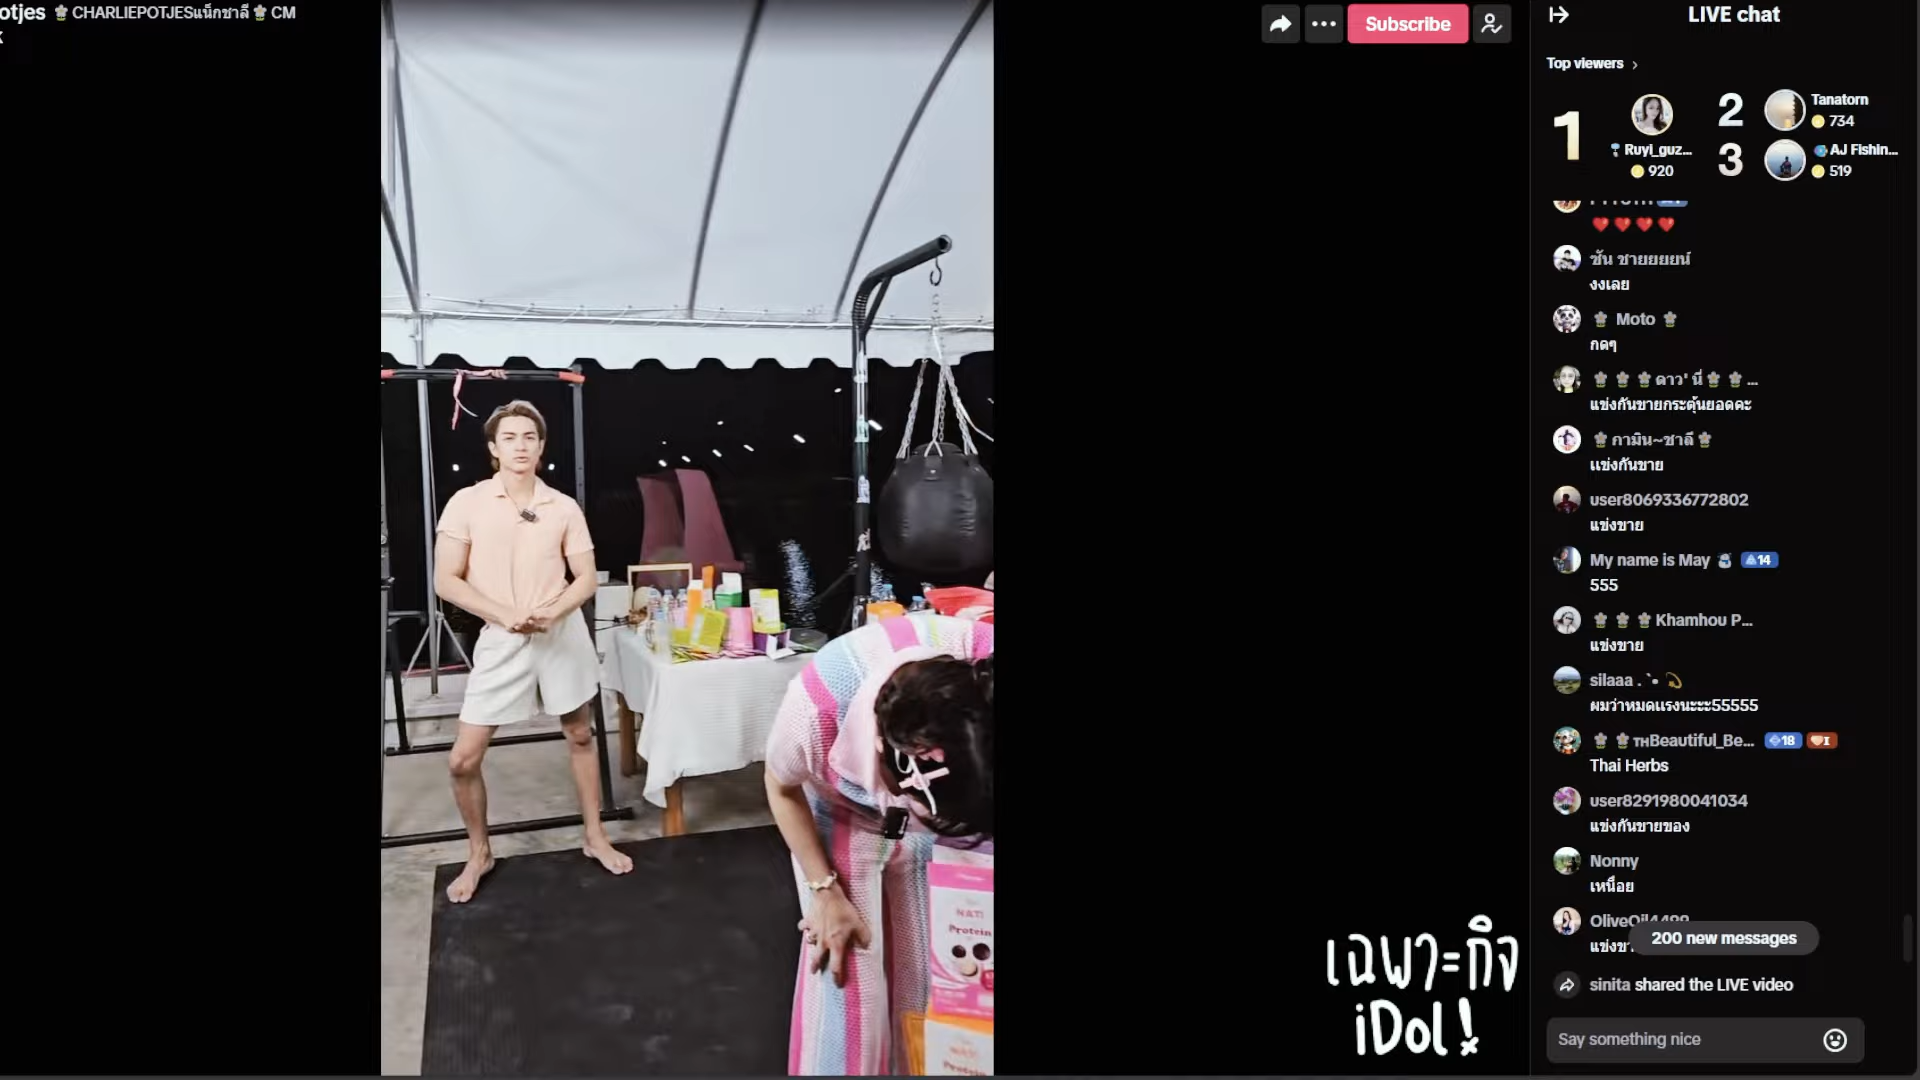 otjes CHARLIEPOTJESแน็กชาลี CM
Subscribe
LIVE chat
Top viewers
1
Ruyi_guz...
920
2
Tanatorn
734
3
AJ Fishin...
519
ซัน ชายยยยน์
งงเลย
Moto
กดๆ
ดาว' นี่ ...
แข่งกันขายกระตุ้นยอดคะ
กามิน~ชาลี
แข่งกันขาย
user8069336772802
แข่งขาย
My name is May 14
555
Khamhou P...
แข่งขาย
silaaa
ผมว่าหมดแรงนะะะ55555
THBeautiful_Be... 18 I
Thai Herbs
user8291980041034
แข่งกันขายของ
Nonny
เหนื่อย
OliveOil4499
200 new messages
sinita shared the LIVE video
Say something nice
NATI
Protein
Protein
เฉพาะกิจ
iDol!